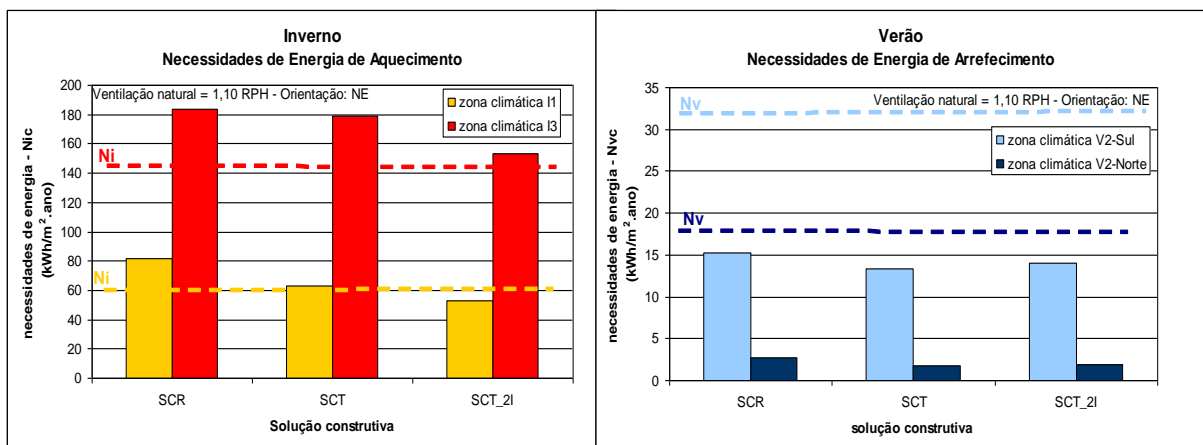 Inverno
Necessidades de Energia de Aquecimento
necessidades de energia - Nic
(kWh/m².ano)
200
180
160
140
120
100
80
60
40
20
0
Ventilação natural = 1,10 RPH - Orientação: NE
zona climática I1
zona climática I3
Ni
Ni
SCR
SCT
SCT_2I
Solução construtiva
Verão
Necessidades de Energia de Arrefecimento
necessidades de energia - Nvc
(kWh/m².ano)
35
30
25
20
15
10
5
0
Ventilação natural = 1,10 RPH - Orientação: NE
Nv
zona climática V2-Sul
zona climática V2-Norte
Nv
SCR
SCT
SCT_2I
solução construtiva